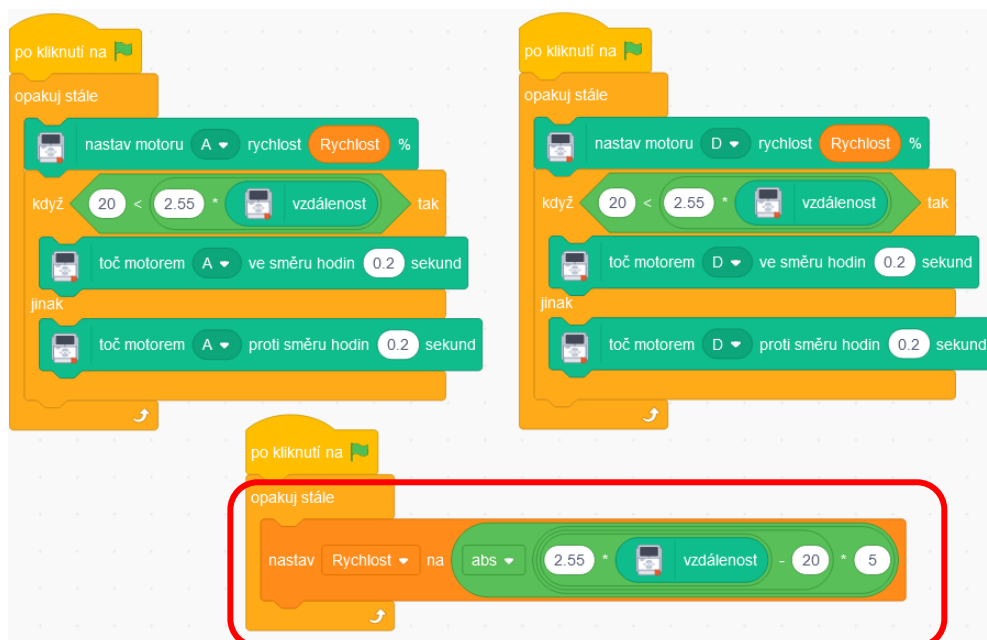 po kliknutí na
opakuj stále
nastav motoru A rychlost Rychlost %
když 20 < 2.55 * vzdálenost tak
toč motorem A ve směru hodin 0.2 sekund
jinak
toč motorem A proti směru hodin 0.2 sekund
po kliknutí na
opakuj stále
nastav motoru D rychlost Rychlost %
když 20 < 2.55 * vzdálenost tak
toč motorem D ve směru hodin 0.2 sekund
jinak
toč motorem D proti směru hodin 0.2 sekund
po kliknutí na
opakuj stále
nastav Rychlost na abs 2.55 * vzdálenost - 20 * 5